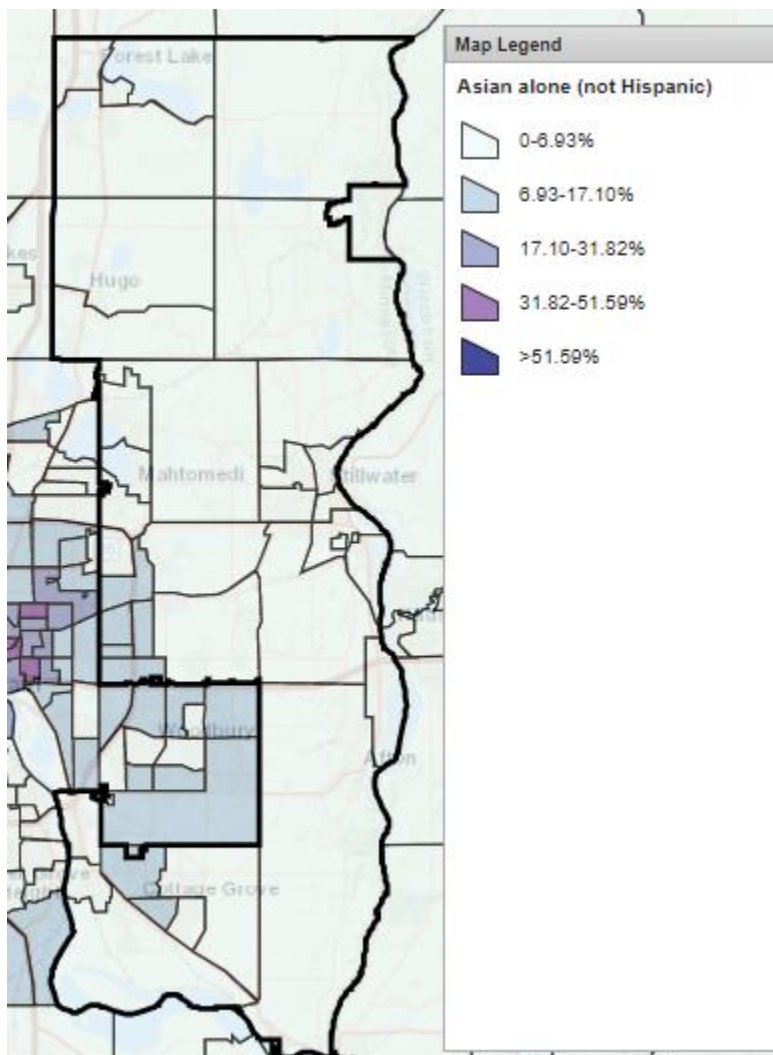 Map Legend
Asian alone (not Hispanic)
0-6.93%
6.93-17.10%
17.10-31.82%
31.82-51.59%
>51.59%
Forest Lake
Hugo
Mahtomedi
Stillwater
Woodbury
Afton
Cottage Grove